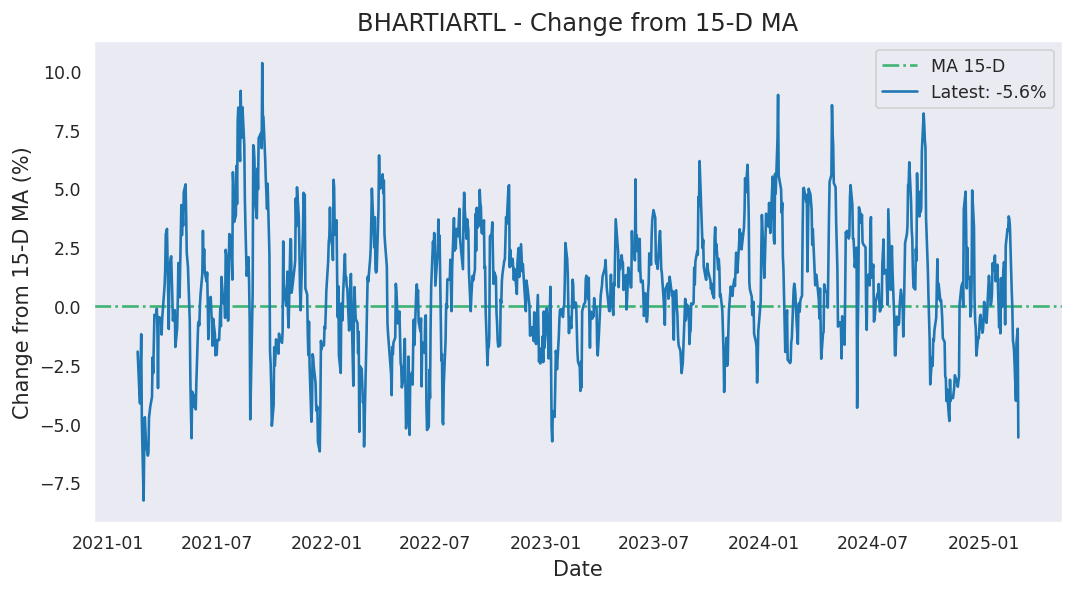 BHARTIARTL - Change from 15-D MA
MA 15-D
Latest: -5.6%
Change from 15-D MA (%)
10.0
7.5
5.0
2.5
0.0
−2.5
−5.0
−7.5
2021-01 2021-07 2022-01 2022-07 2023-01 2023-07 2024-01 2024-07 2025-01
Date